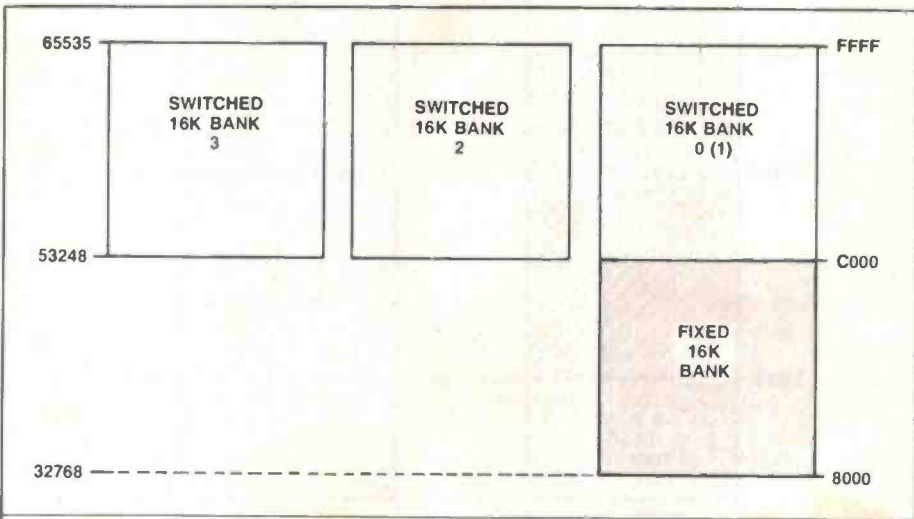 65535
FFFF
SWITCHED
16K BANK
3
SWITCHED
16K BANK
2
SWITCHED
16K BANK
0 (1)
53248
C000
FIXED
16K
BANK
32768
8000